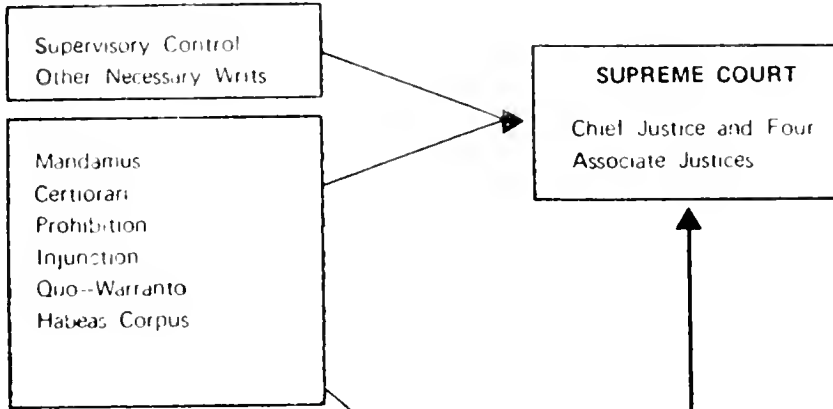 Supervisory Control
Other Necessary Writs
Mandamus
Certiorari
Prohibition
Injunction
Quo--Warranto
Habeas Corpus
SUPREME COURT
Chief Justice and Four
Associate Justices